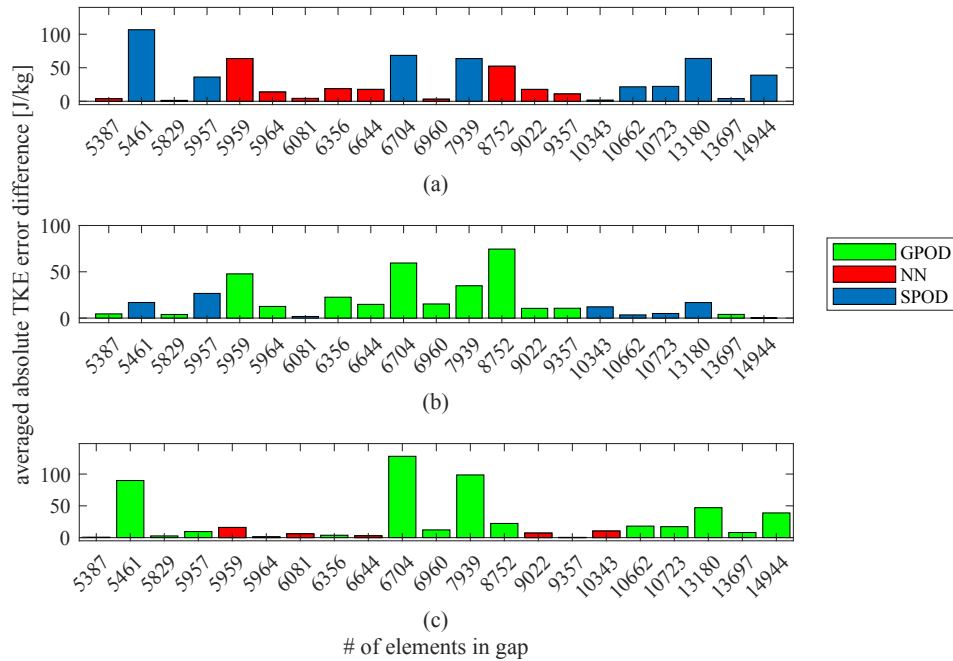 averaged absolute TKE error difference [J/kg]
100
50
0
5387 5461 5829 5957 5959 5964 6081 6356 6644 6704 6960 7939 8752 9022 9357 10343 10662 10723 13180 13697 14944
(a)
100
50
0
5387 5461 5829 5957 5959 5964 6081 6356 6644 6704 6960 7939 8752 9022 9357 10343 10662 10723 13180 13697 14944
(b)
GPOD
NN
SPOD
100
50
0
5387 5461 5829 5957 5959 5964 6081 6356 6644 6704 6960 7939 8752 9022 9357 10343 10662 10723 13180 13697 14944
(c)
# of elements in gap